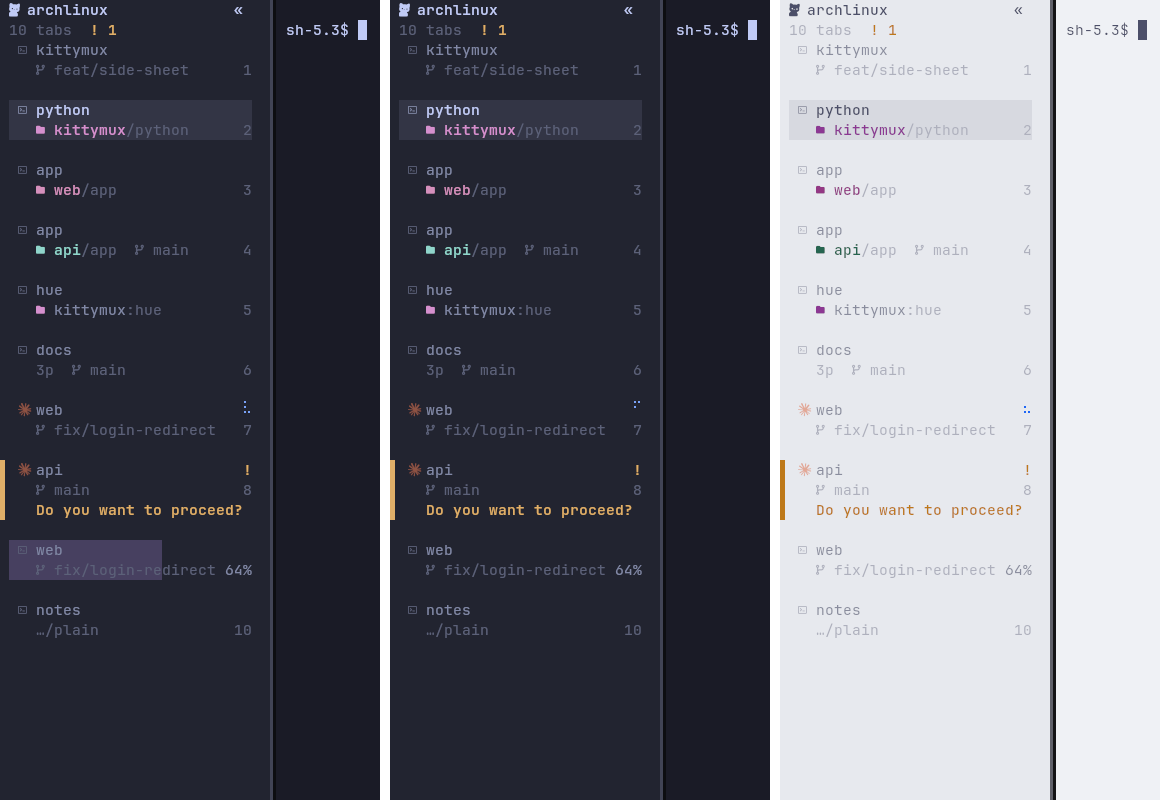 archlinux «
10 tabs ! 1
sh-5.3$
kittymux
feat/side-sheet 1
python
kittymux/python 2
app
web/app 3
app
api/app main 4
hue
kittymux:hue 5
docs
3p main 6
web
fix/login-redirect 7
api !
main 8
Do you want to proceed?
web
fix/login-redirect 64%
notes
…/plain 10
archlinux «
10 tabs ! 1
sh-5.3$
kittymux
feat/side-sheet 1
python
kittymux/python 2
app
web/app 3
app
api/app main 4
hue
kittymux:hue 5
docs
3p main 6
web
fix/login-redirect 7
api !
main 8
Do you want to proceed?
web
fix/login-redirect 64%
notes
…/plain 10
archlinux «
10 tabs ! 1
sh-5.3$
kittymux
feat/side-sheet 1
python
kittymux/python 2
app
web/app 3
app
api/app main 4
hue
kittymux:hue 5
docs
3p main 6
web
fix/login-redirect 7
api !
main 8
Do you want to proceed?
web
fix/login-redirect 64%
notes
…/plain 10